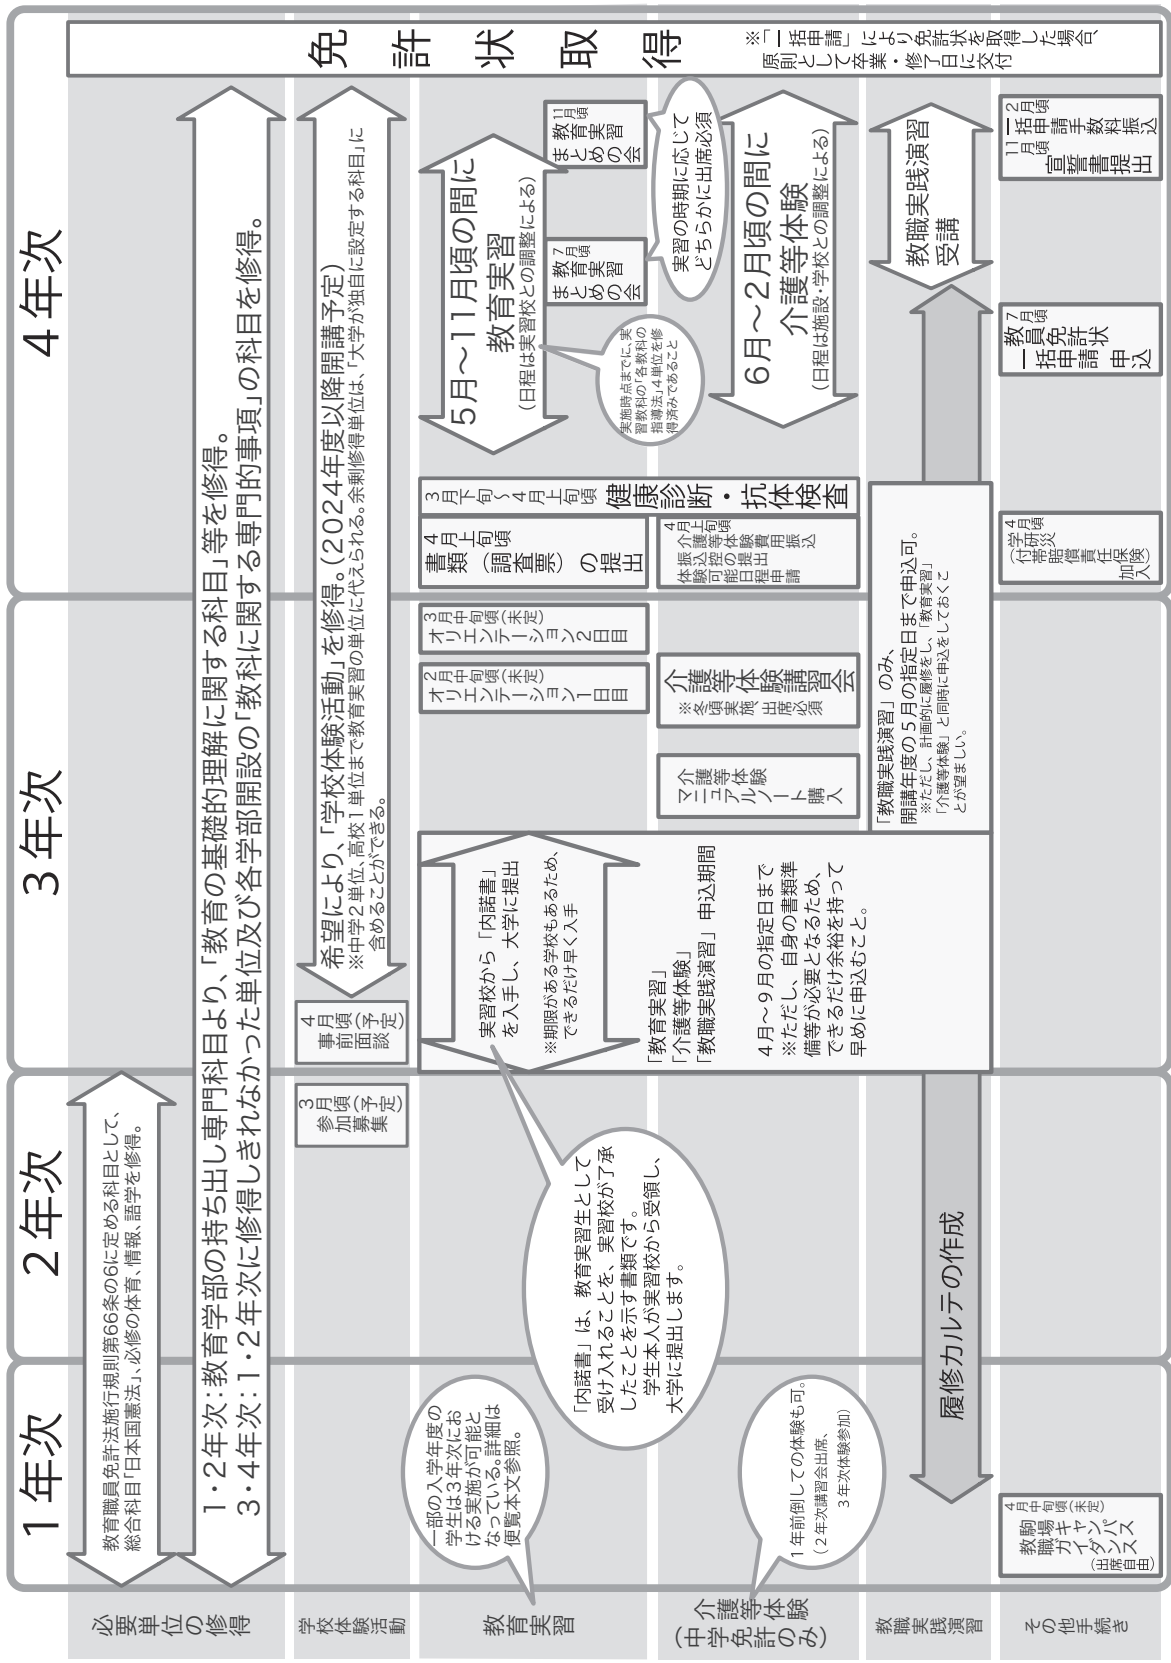 1年次
2年次
3年次
4年次
必要単位の修得
教育職員免許法施行規則第66条の6に定める科目として、
総合科目「日本国憲法」、必修の体育、情報、語学を修得。
1・2年次：教育学部の持ち出し専門科目より、「教育の基礎的理解に関する科目」等を修得。
3・4年次：1・2年次に修得しきれなかった単位及び各学部開設の「教科に関する専門的事項」の科目を修得。
学校体験活動
3月頃（予定）
参加募集
4月頃（予定）
事前面談
希望により、「学校体験活動」を修得。（2024年度以降開講予定）
※中学2単位、高校1単位まで教育実習の単位に代えられる。余剰修得単位は、「大学が独自に設定する科目」に
含めることができる。
教育実習
一部の入学年度の
学生は3年次にお
ける実施が可能と
なっている。詳細は
便覧本文参照。
「内諾書」は、教育実習生として
受け入れることを、実習校が了承
したことを示す書類です。
学生本人が実習校から受領し、
大学に提出します。
実習校から「内諾書」
を入手し、大学に提出
※期限がある学校もあるため、
できるだけ早く入手
「教育実習」
「介護等体験」
「教職実践演習」申込期間
4月～9月の指定日まで
※ただし、自身の書類準
備等が必要となるため、
できるだけ余裕を持って
早めに申込むこと。
2月中旬頃（未定）
オリエンテーション1日目
3月中旬頃（未定）
オリエンテーション2日目
4月上旬頃
書類（調査票）の提出
3月下旬～4月上旬頃 健康診断・抗体検査
5月～11月頃の間に
教育実習
（日程は実習校との調整による）
実施時点までに、実
習教科の「各教科の
指導法」4単位を修
得済みであること
7月頃
教育実習
まとめの会
11月頃
教育実習
まとめの会
実習の時期に応じて
どちらかに出席必須
介護等体験
（中学免許のみ）
1年前倒しての体験も可。
（2年次講習会出席、
3年次体験参加）
介護等体験
マニュアルノート購入
介護等体験講習会
※冬頃実施 出席必須
4月上旬頃
介護等体験費用振込
振込控の提出
体験可能日程申請
6月～2月頃の間に
介護等体験
（日程は施設・学校との調整による）
教職実践演習
履修カルテの作成
「教職実践演習」のみ、
開講年度の5月の指定日まで申込可。
※ただし、計画的に履修をし、「教育実習」
「介護等体験」と同時に申込をしておくこ
とが望ましい。
教職実践演習
受講
その他手続き
4月中旬頃（未定）
駒場キャンパス
教職ガイダンス
（出席自由）
4月頃
学研災
（付帯賠償責任保険）
加入
7月頃
教員免許状
一括申請
申込
11月頃
宣誓書提出
12月頃
一括申請手数料振込
免許状取得
※「一括申請」により免許状を取得した場合、
原則として卒業・修了日に交付